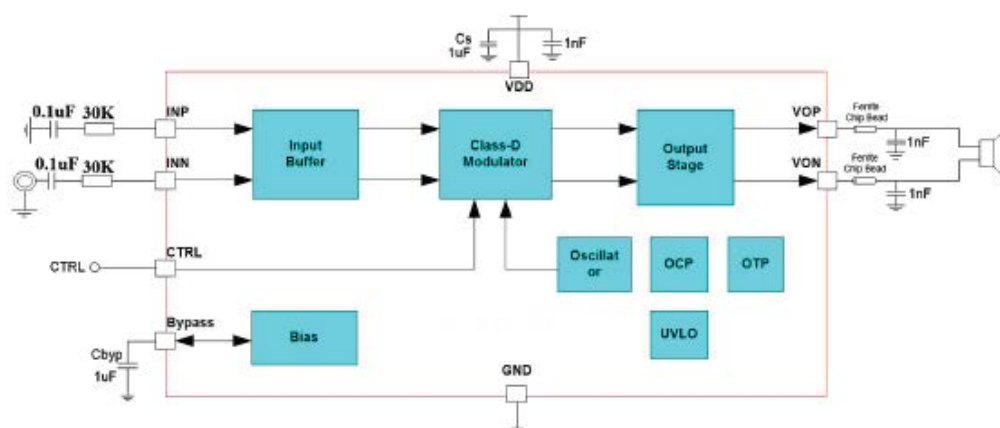 Cs
1uF
1nF
VDD
0.1uF 30K
INP
0.1uF 30K
INN
Input
Buffer
Class-D
Modulator
Output
Stage
VOP
VON
Ferrite
Chip Bead
1nF
Ferrite
Chip Bead
1nF
CTRL
CTRL
Oscillat
or
OCP
OTP
UVLO
Bypass
Bias
Cbyp
1uF
GND